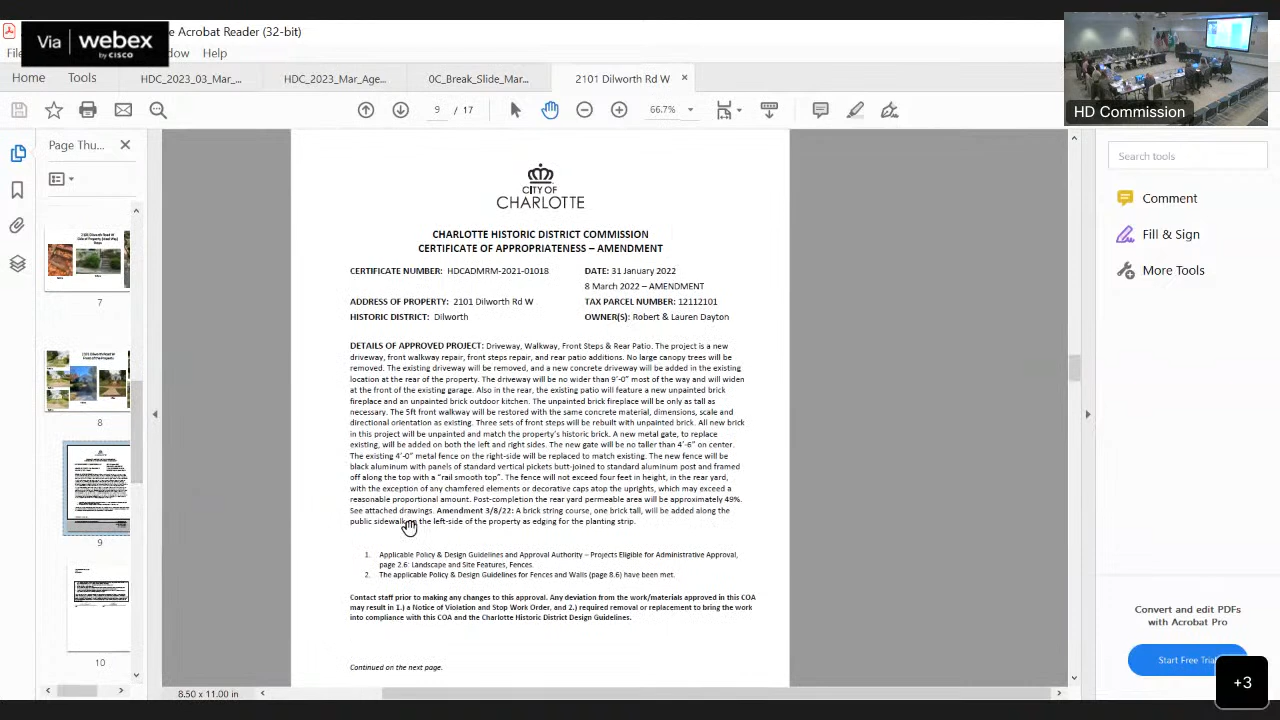 Via webex by CISCO
e Acrobat Reader (32-bit)
dow Help
HD Commission
Home Tools HDC_2023_03_Mar_... HDC_2023_Mar_Age... 0C_Break_Slide_Mar... 2101 Dilworth Rd W ×
9 / 17 66.7%
Page Thu...
7
8
9
10
CITY OF
CHARLOTTE
CHARLOTTE HISTORIC DISTRICT COMMISSION
CERTIFICATE OF APPROPRIATENESS – AMENDMENT
CERTIFICATE NUMBER: HDCADMRM-2021-01018 DATE: 31 January 2022
8 March 2022 – AMENDMENT
ADDRESS OF PROPERTY: 2101 Dilworth Rd W TAX PARCEL NUMBER: 12112101
HISTORIC DISTRICT: Dilworth OWNER(S): Robert & Lauren Dayton
DETAILS OF APPROVED PROJECT: Driveway, Walkway, Front Steps & Rear Patio. The project is a new
driveway, front walkway repair, front steps repair, and rear patio additions. No large canopy trees will be
removed. The existing driveway will be removed, and a new concrete driveway will be added in the existing
location at the rear of the property. The driveway will be no wider than 9'-0" most of the way and will widen
at the front of the existing garage. Also in the rear, the existing patio will feature a new unpainted brick
fireplace and an unpainted brick outdoor kitchen. The unpainted brick fireplace will be only as tall as
necessary. The 5ft front walkway will be restored with the same concrete material, dimensions, scale and
directional orientation as existing. Three sets of front steps will be rebuilt with unpainted brick. All new brick
in this project will be unpainted and match the property's historic brick. A new metal gate, to replace
existing, will be added on both the left and right sides. The new gate will be no taller than 4'-6" on center.
The existing 4'-0" metal fence on the right-side will be replaced to match existing. The new fence will be
black aluminum with panels of standard vertical pickets butt-joined to standard aluminum post and framed
off along the top with a "rail smooth top". The fence will not exceed four feet in height, in the rear yard,
with the exception of any chamfered elements or decorative caps atop the uprights, which may exceed a
reasonable proportional amount. Post-completion the rear yard permeable area will be approximately 49%.
See attached drawings. Amendment 3/8/22: A brick string course, one brick tall, will be added along the
public sidewalk the left-side of the property as edging for the planting strip.
1. Applicable Policy & Design Guidelines and Approval Authority – Projects Eligible for Administrative Approval,
page 2.6: Landscape and Site Features, Fences.
2. The applicable Policy & Design Guidelines for Fences and Walls (page 8.6) have been met.
Contact staff prior to making any changes to this approval. Any deviation from the work/materials approved in this COA
may result in 1.) a Notice of Violation and Stop Work Order, and 2.) required removal or replacement to bring the work
into compliance with this COA and the Charlotte Historic District Design Guidelines.
Continued on the next page.
8.50 x 11.00 in
Search tools
Comment
Fill & Sign
More Tools
Convert and edit PDFs
with Acrobat Pro
Start Free Trial
+3